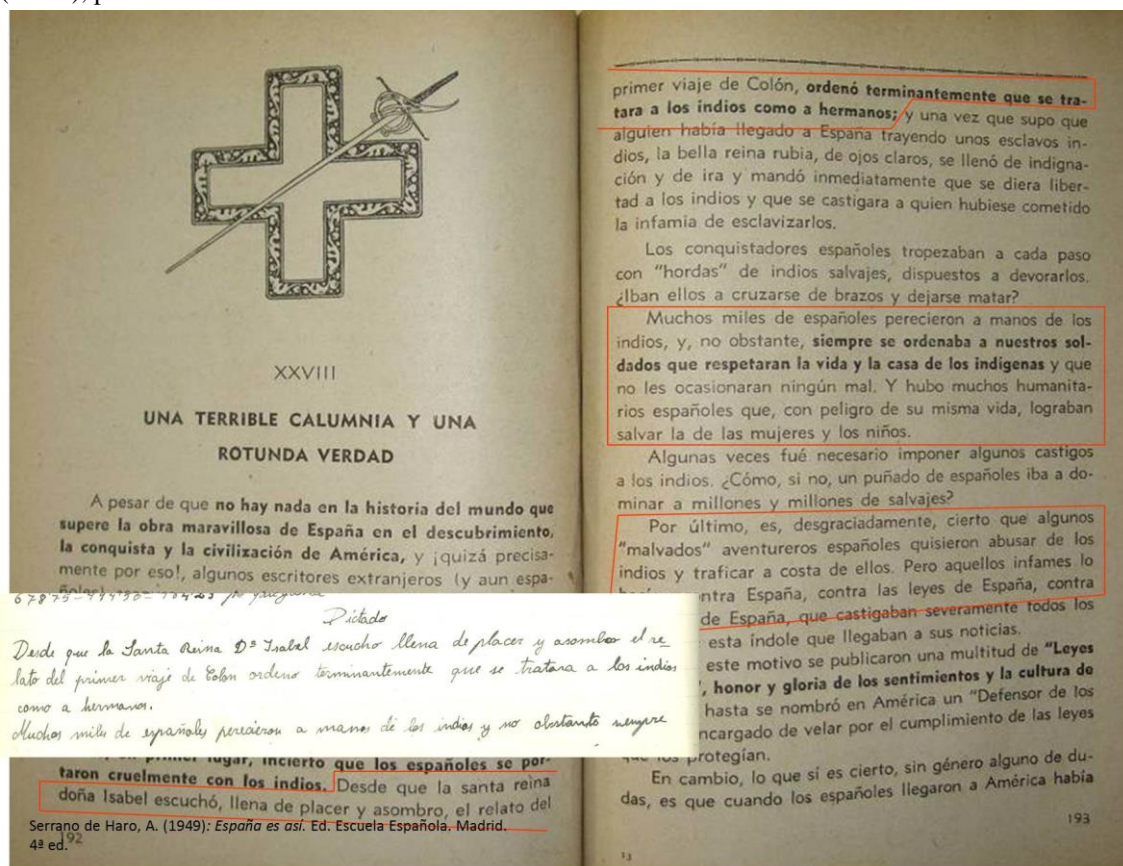 XXVIII
UNA TERRIBLE CALUMNIA Y UNA
ROTUNDA VERDAD
A pesar de que no hay nada en la historia del mundo que
supere la obra maravillosa de España en el descubrimiento,
la conquista y la civilización de América, y ¡quizá precisa-
mente por eso!, algunos escritores extranjeros (y aun espa-
Dictado
Desde que la Santa Reina Dª Isabel escucho llena de placer y asombro el re-
lato del primer viaje de Colon ordeno terminantemente que se tratara a los indios
como a hermanos.
Muchos miles de españoles perecieron a manos de los indios y no obstante siempre
lugar, incierto que los españoles se por-
taron cruelmente con los indios. Desde que la santa reina
doña Isabel escuchó, llena de placer y asombro, el relato del
Serrano de Haro, A. (1949): España es así. Ed. Escuela Española. Madrid.
4ª ed.
192
primer viaje de Colón, ordenó terminantemente que se tra-
tara a los indios como a hermanos; y una vez que supo que
alguien había llegado a España trayendo unos esclavos in-
dios, la bella reina rubia, de ojos claros, se llenó de indigna-
ción y de ira y mandó inmediatamente que se diera liber-
tad a los indios y que se castigara a quien hubiese cometido
la infamia de esclavizarlos.
Los conquistadores españoles tropezaban a cada paso
con "hordas" de indios salvajes, dispuestos a devorarlos.
¿Iban ellos a cruzarse de brazos y dejarse matar?
Muchos miles de españoles perecieron a manos de los
indios, y, no obstante, siempre se ordenaba a nuestros sol-
dados que respetaran la vida y la casa de los indígenas y que
no les ocasionaran ningún mal. Y hubo muchos humanita-
rios españoles que, con peligro de su misma vida, lograban
salvar la de las mujeres y los niños.
Algunas veces fué necesario imponer algunos castigos
a los indios. ¿Cómo, si no, un puñado de españoles iba a do-
minar a millones y millones de salvajes?
Por último, es, desgraciadamente, cierto que algunos
"malvados" aventureros españoles quisieron abusar de los
indios y traficar a costa de ellos. Pero aquellos infames lo
contra España, contra las leyes de España, contra
de España, que castigaban severamente todos los
esta índole que llegaban a sus noticias.
este motivo se publicaron una multitud de "Leyes
", honor y gloria de los sentimientos y la cultura de
hasta se nombró en América un "Defensor de los
encargado de velar por el cumplimiento de las leyes
que los protegían.
En cambio, lo que sí es cierto, sin género alguno de du-
das, es que cuando los españoles llegaron a América había
193
13